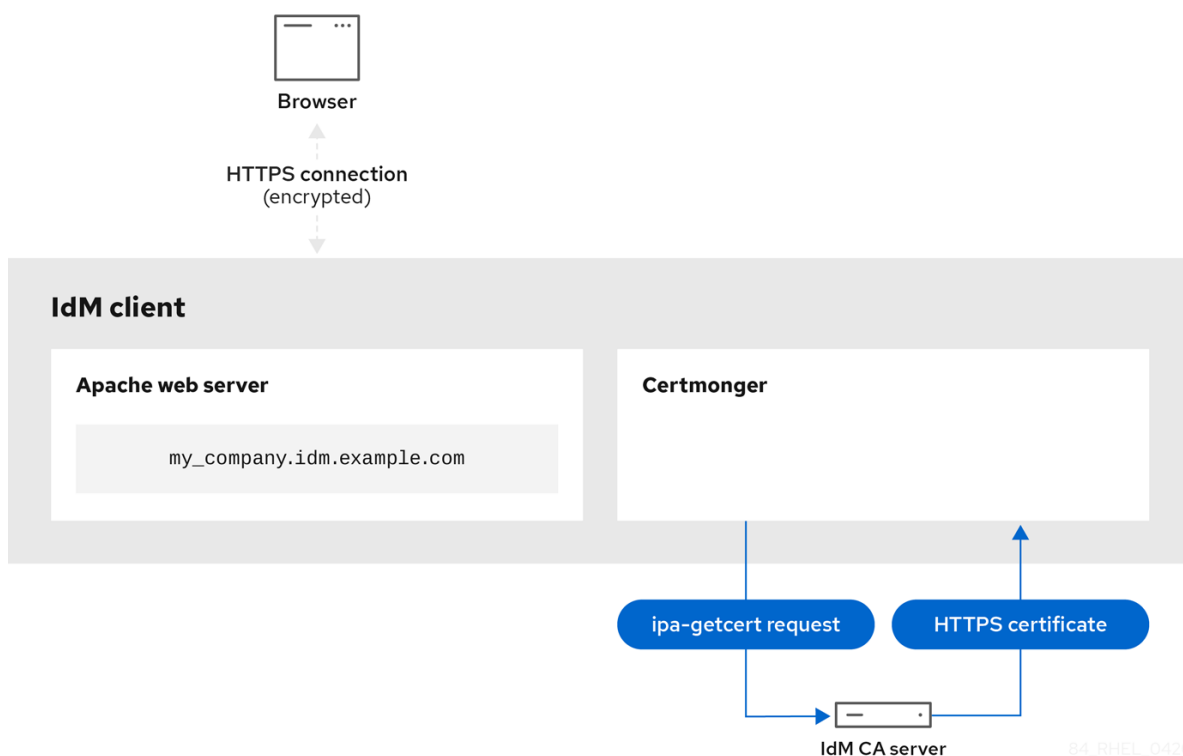 Browser
HTTPS connection
(encrypted)
IdM client
Apache web server
Certmonger
my_company.idm.example.com
ipa-getcert request
HTTPS certificate
IdM CA server